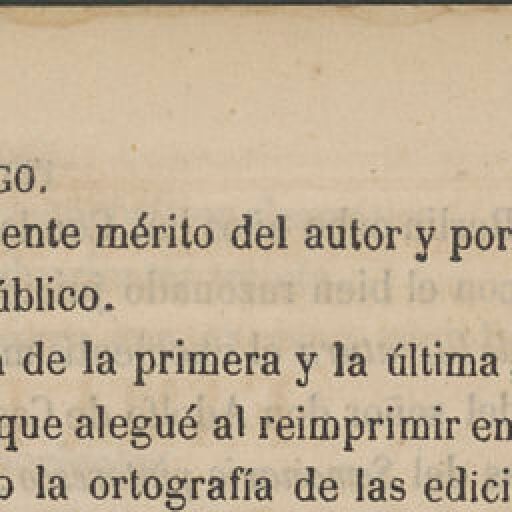 GO.
ente mérito del autor y por
úblico.
de la primera y la última
que alegué al reimprimir en
o la ortografía de las edici